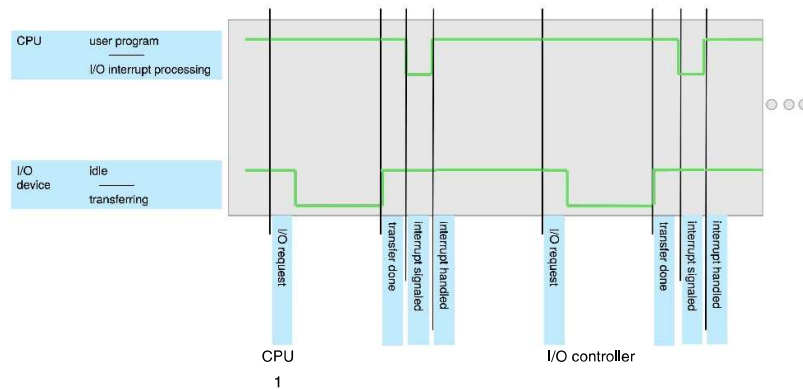 CPU
user program
I/O interrupt processing
I/O
device
idle
transferring
I/O request
transfer done
interrupt signaled
interrupt handled
I/O request
transfer done
interrupt signaled
interrupt handled
CPU
1
I/O controller